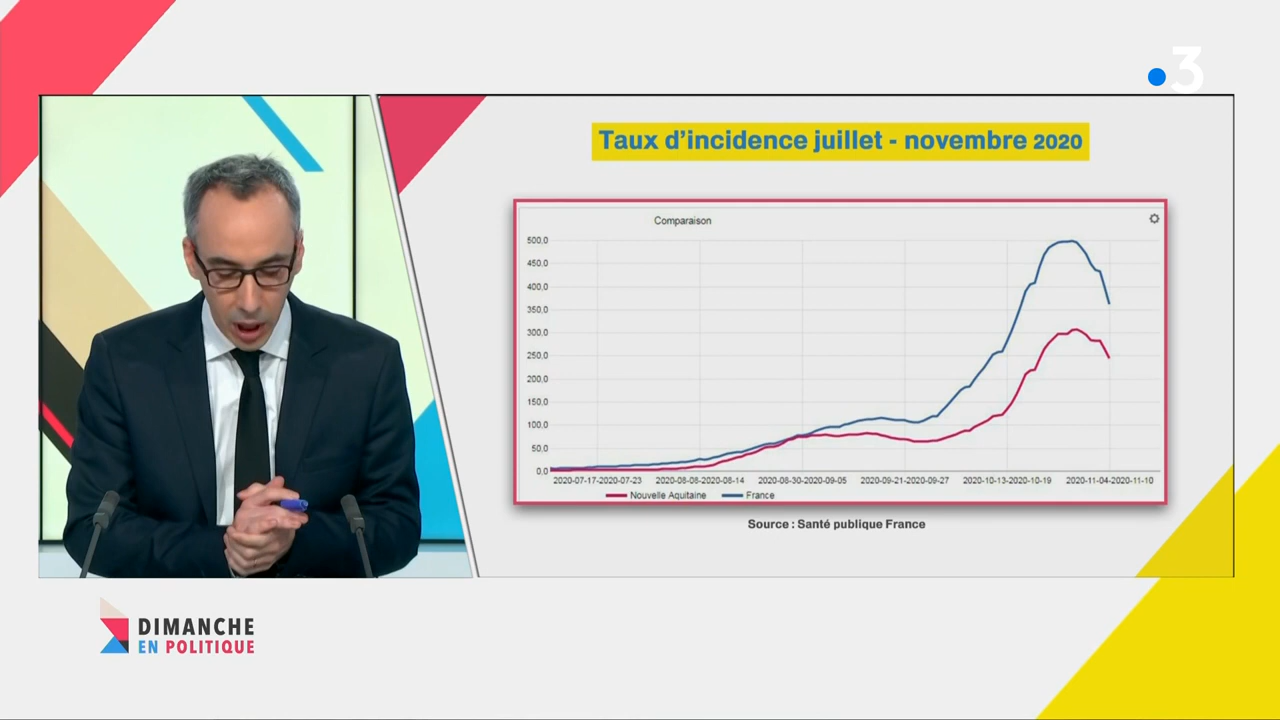 3
Taux d'incidence juillet - novembre 2020
Comparaison
500,0
450,0
400,0
350,0
300,0
250,0
200,0
150,0
100,0
50,0
0,0
2020-07-17-2020-07-23 2020-08-08-2020-08-14 2020-08-30-2020-09-05 2020-09-21-2020-09-27 2020-10-13-2020-10-19 2020-11-04-2020-11-10
Nouvelle Aquitaine France
Source : Santé publique France
DIMANCHE
EN POLITIQUE